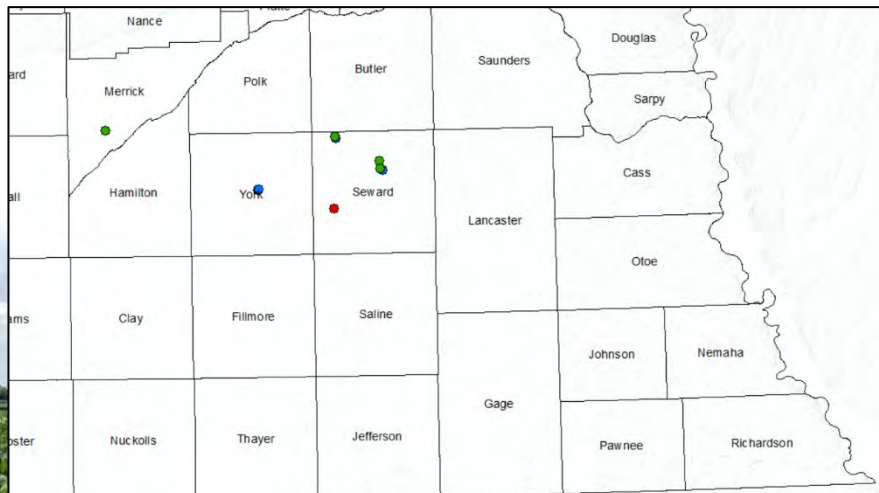 Nance
Douglas
Saunders
Butler
Polk
Merrick
Sarpy
Cass
Hamilton
York
Seward
Lancaster
Otoe
Clay
Fillmore
Saline
Johnson
Nemaha
Gage
Nuckolls
Thayer
Jefferson
Pawnee
Richardson